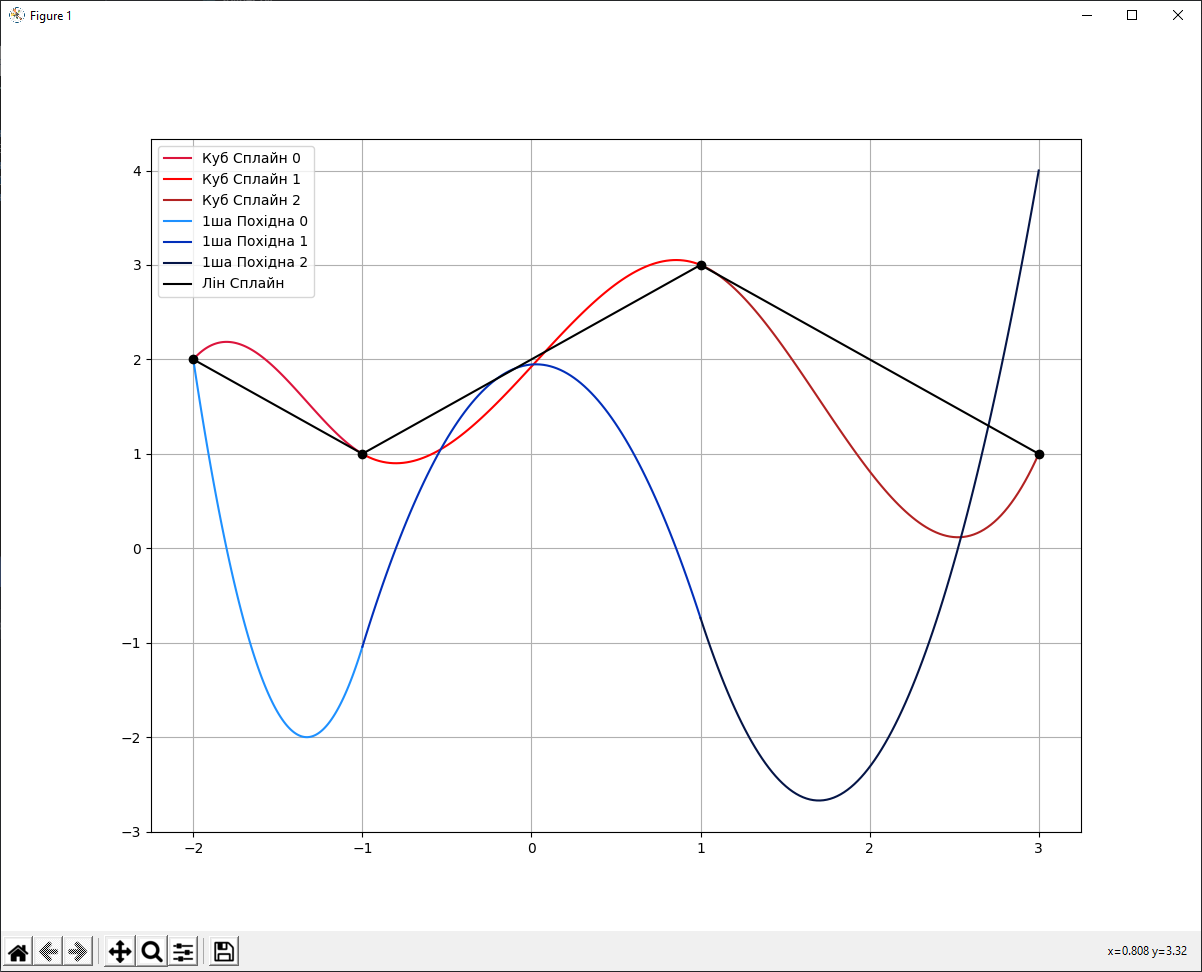 Figure 1
Куб Сплайн 0
Куб Сплайн 1
Куб Сплайн 2
1ша Похідна 0
1ша Похідна 1
1ша Похідна 2
Лін Сплайн
4
3
2
1
0
−1
−2
−3
−2 −1 0 1 2 3
x=0.808 y=3.32